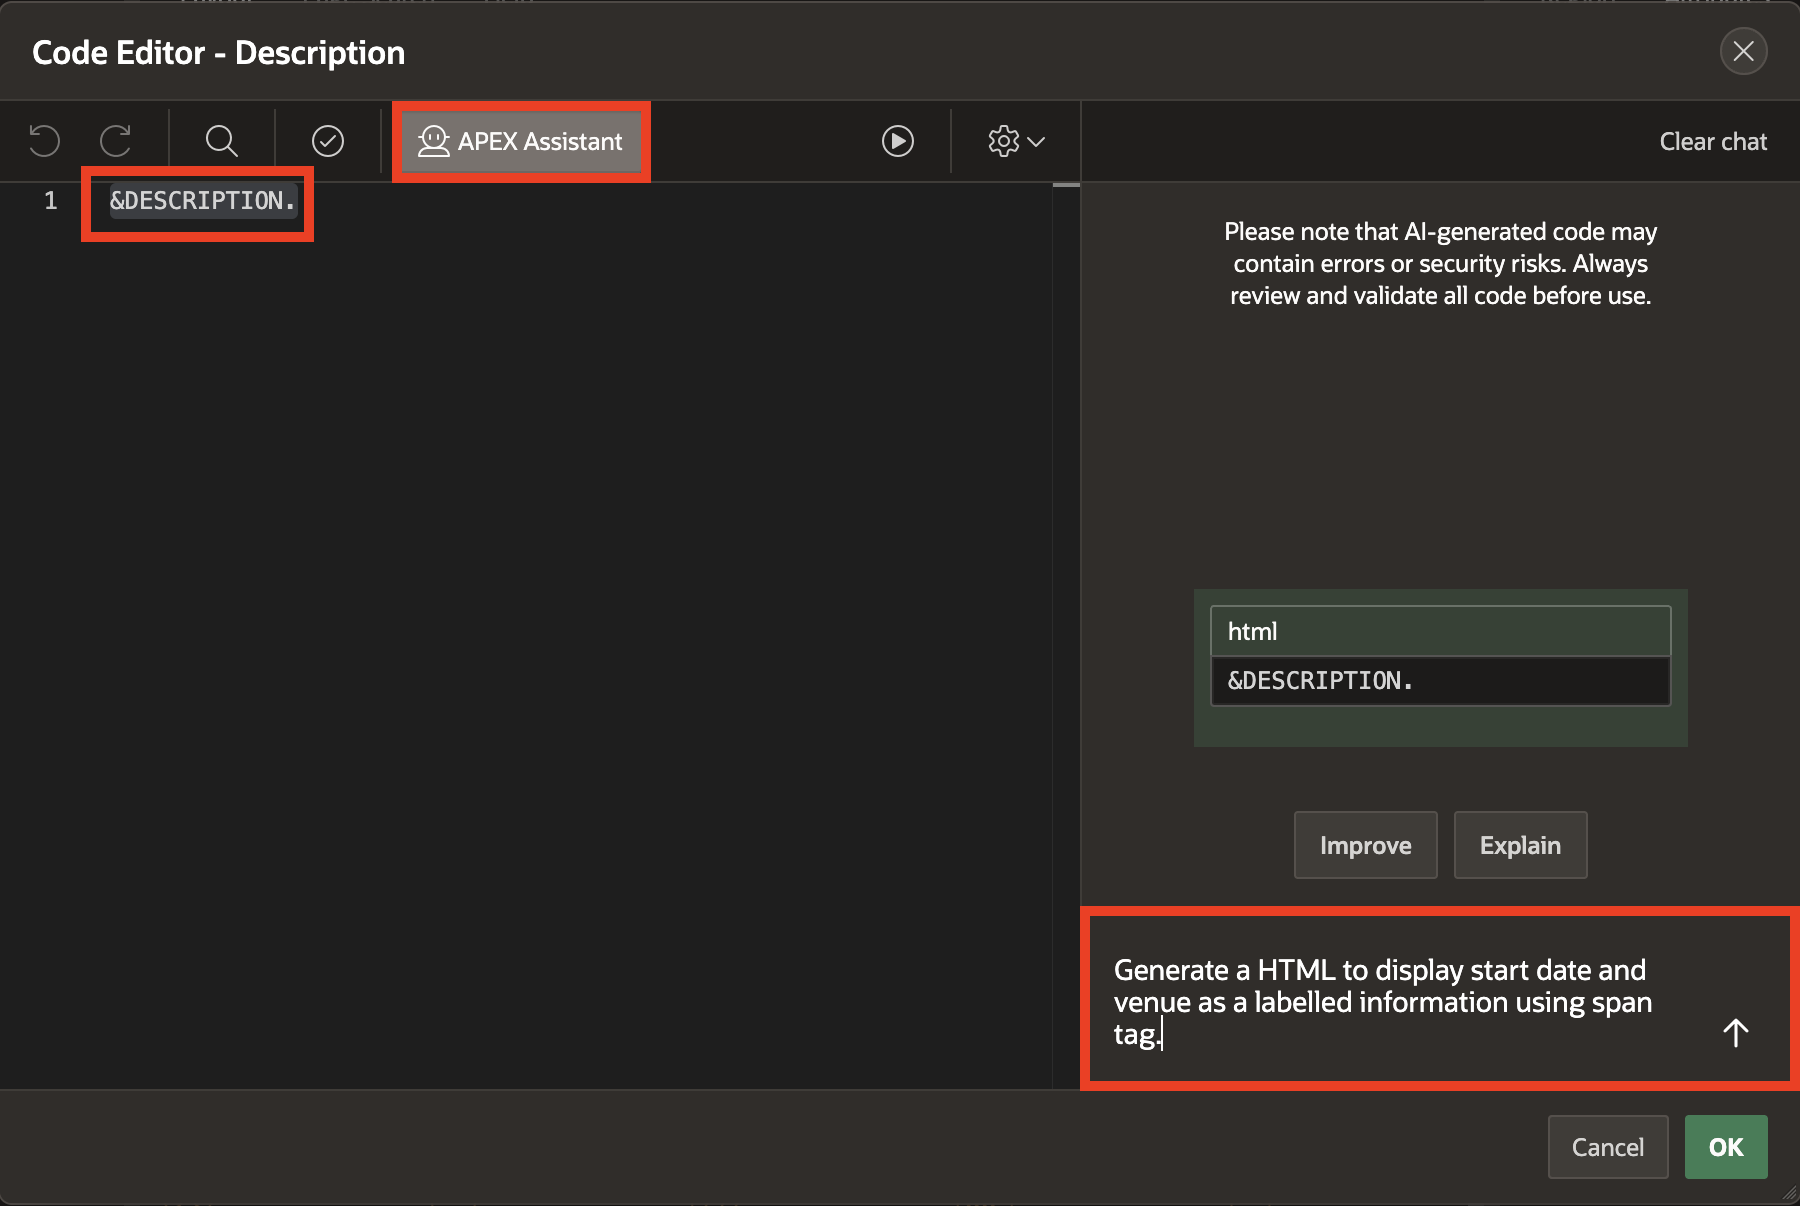 Code Editor - Description
APEX Assistant
Clear chat
1 &DESCRIPTION.
Please note that AI-generated code may
contain errors or security risks. Always
review and validate all code before use.
html
&DESCRIPTION.
Improve Explain
Generate a HTML to display start date and
venue as a labelled information using span
tag.
Cancel OK